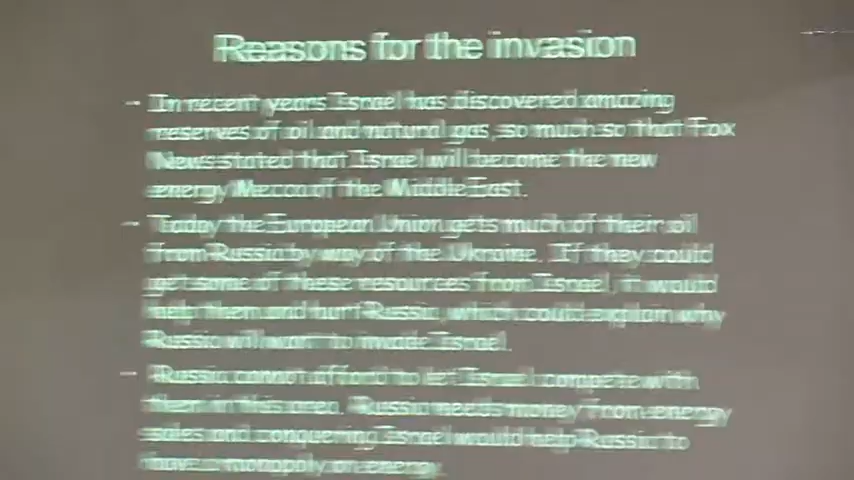 Reasons for the invasion
- In recent years Israel has discovered amazing
reserves of oil and natural gas, so much so that Fox
News stated that Israel will become the new
energy Mecca of the Middle East.
- Today the European Union gets much of their oil
from Russia by way of the Ukraine. If they could
get some of these resources from Israel, it would
help them and hurt Russia, which could explain why
Russia will want to invade Israel.
- Russia cannot afford to let Israel compete with
them in this area. Russia needs money from energy
sales and conquering Israel would help Russia to
have a monopoly on energy.